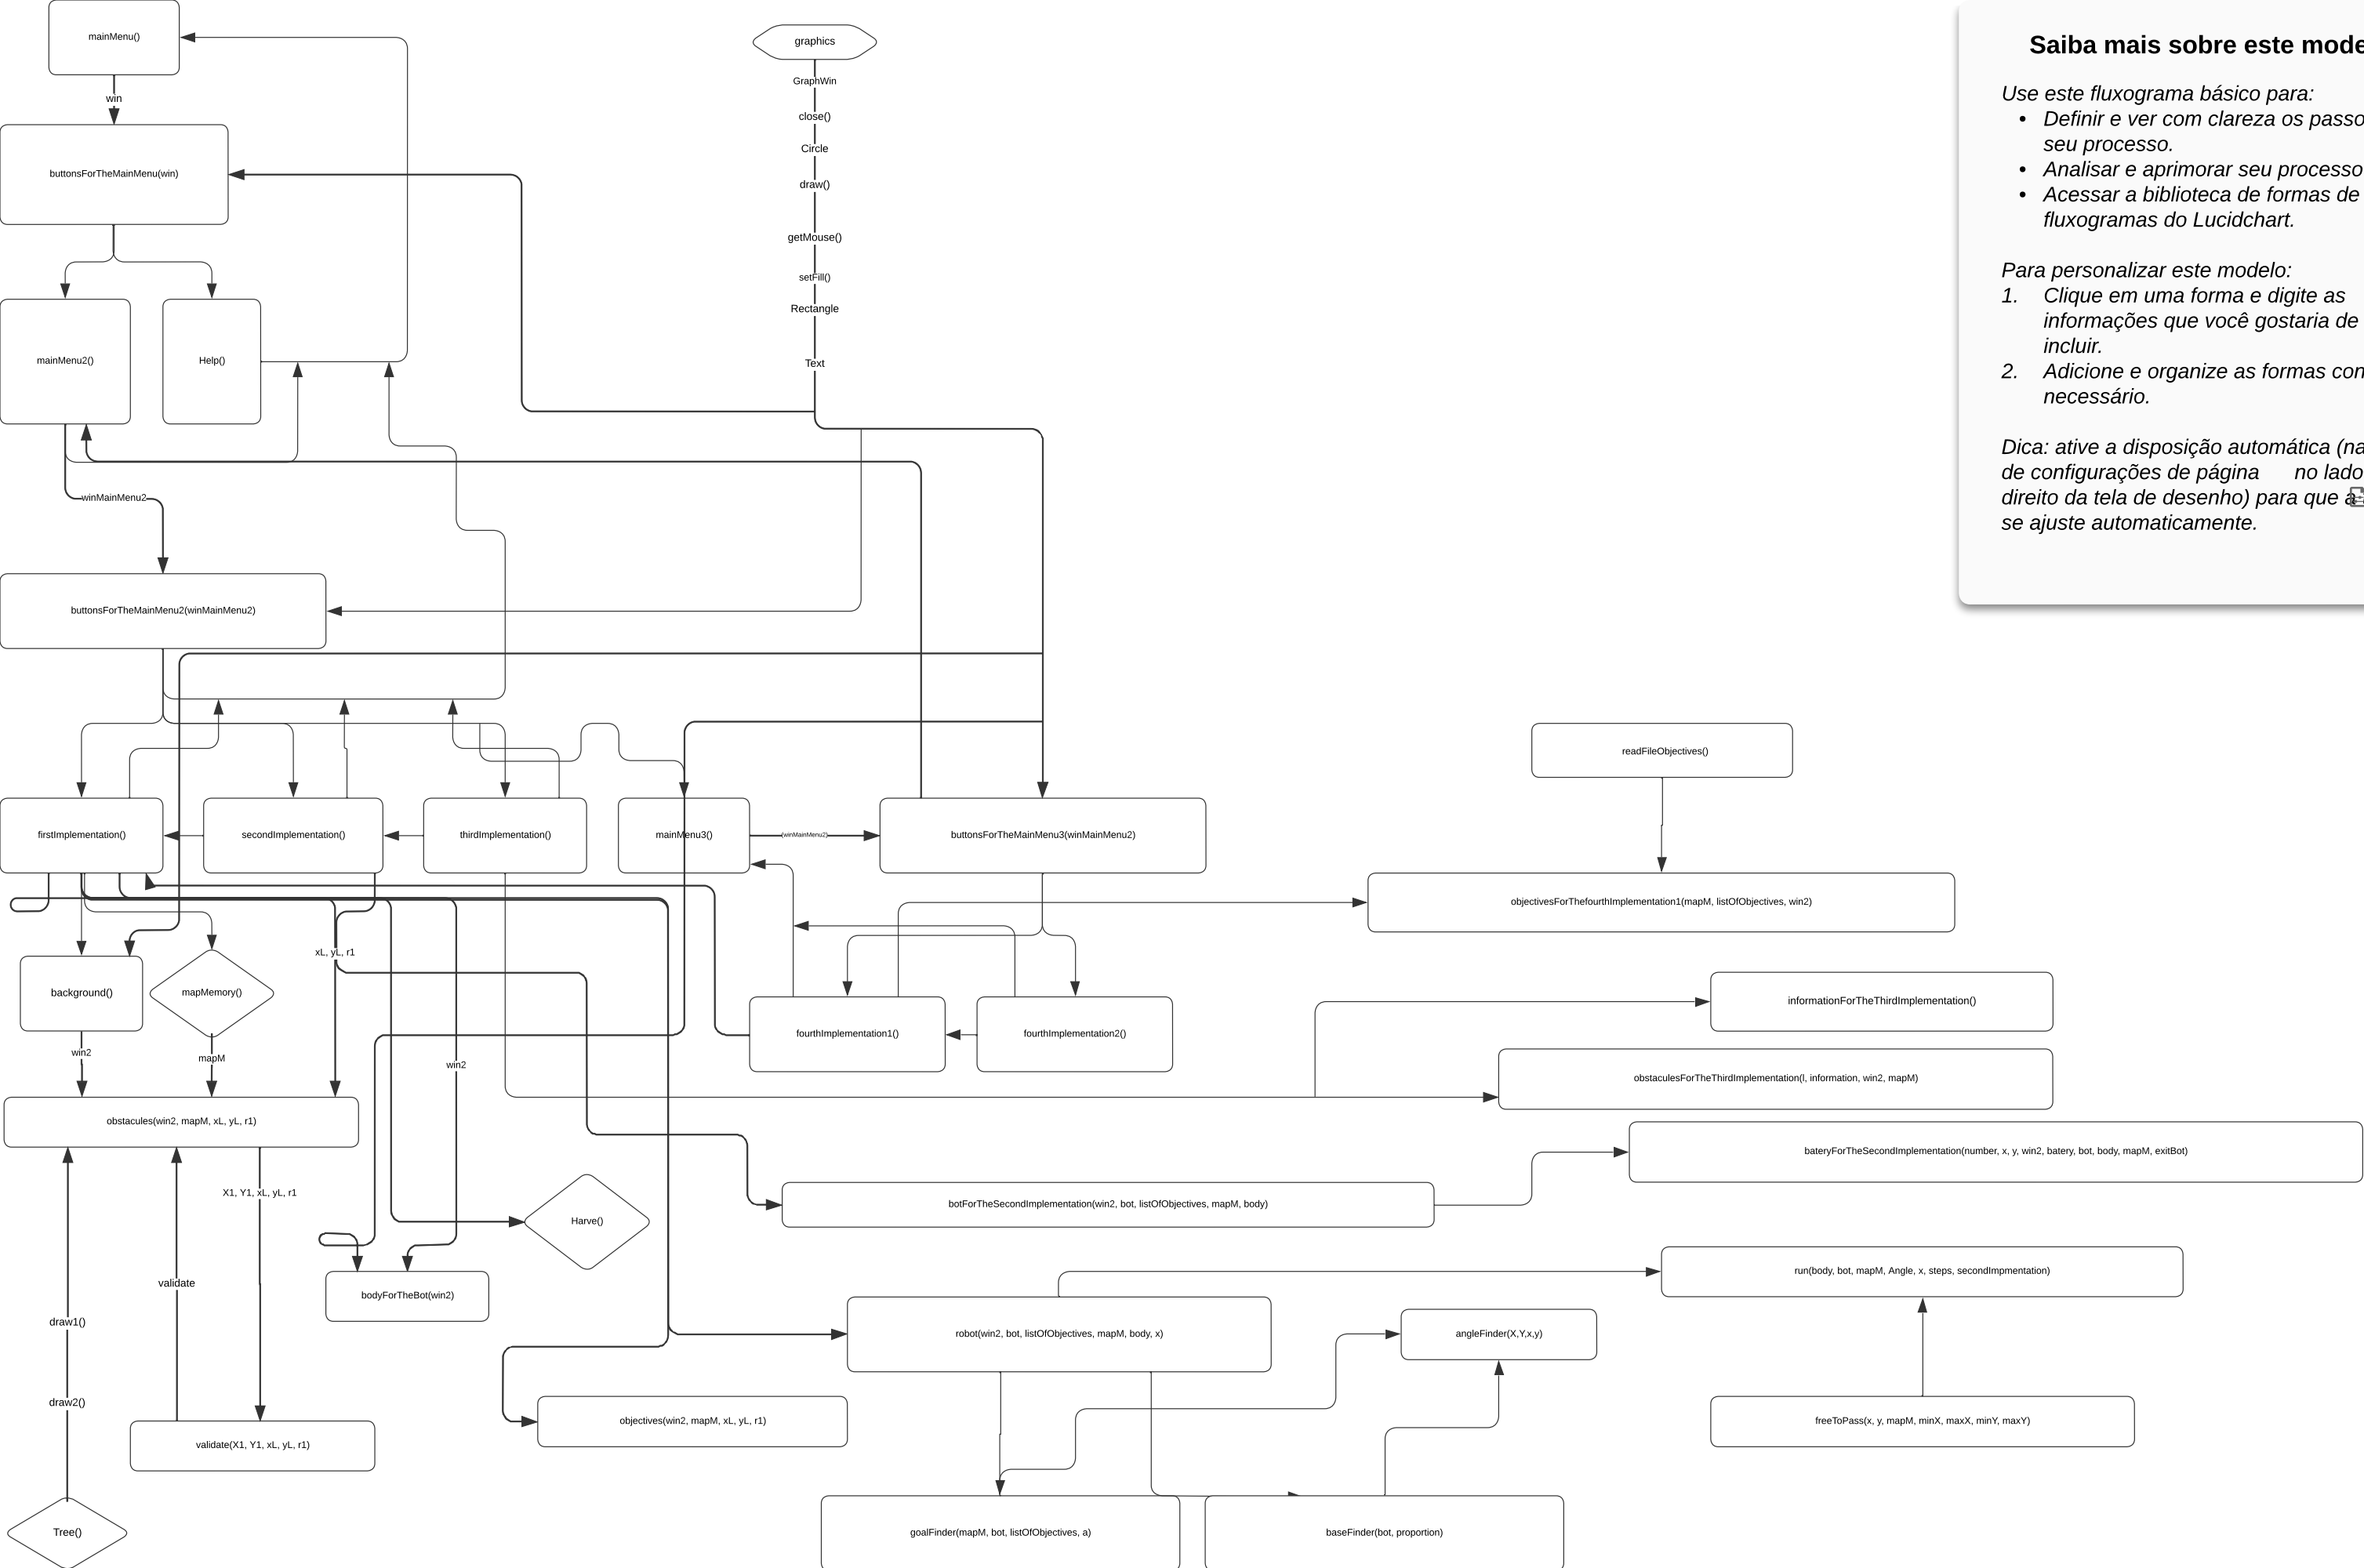 mainMenu()
graphics
win
GraphWin
close()
Circle
draw()
getMouse()
setFill()
Rectangle
Text
buttonsForTheMainMenu(win)
mainMenu2()
Help()
winMainMenu2
buttonsForTheMainMenu2(winMainMenu2)
Saiba mais sobre este mode
Use este fluxograma básico para:
• Definir e ver com clareza os passo
seu processo.
• Analisar e aprimorar seu processo
• Acessar a biblioteca de formas de
fluxogramas do Lucidchart.
Para personalizar este modelo:
1. Clique em uma forma e digite as
informações que você gostaria de
incluir.
2. Adicione e organize as formas con
necessário.
Dica: ative a disposição automática (na
de configurações de página no lado
direito da tela de desenho) para que a
se ajuste automaticamente.
readFileObjectives()
firstImplementation()
secondImplementation()
thirdImplementation()
mainMenu3()
(winMainMenu2)
buttonsForTheMainMenu3(winMainMenu2)
objectivesForThefourthImplementation1(mapM, listOfObjectives, win2)
xL, yL, r1
background()
mapMemory()
informationForTheThirdImplementation()
fourthImplementation1()
fourthImplementation2()
win2
mapM
win2
obstaculesForTheThirdImplementation(l, information, win2, mapM)
obstacules(win2, mapM, xL, yL, r1)
bateryForTheSecondImplementation(number, x, y, win2, batery, bot, body, mapM, exitBot)
X1, Y1, xL, yL, r1
botForTheSecondImplementation(win2, bot, listOfObjectives, mapM, body)
Harve()
run(body, bot, mapM, Angle, x, steps, secondImpmentation)
validate
bodyForTheBot(win2)
draw1()
robot(win2, bot, listOfObjectives, mapM, body, x)
angleFinder(X,Y,x,y)
draw2()
objectives(win2, mapM, xL, yL, r1)
freeToPass(x, y, mapM, minX, maxX, minY, maxY)
validate(X1, Y1, xL, yL, r1)
Tree()
goalFinder(mapM, bot, listOfObjectives, a)
baseFinder(bot, proportion)